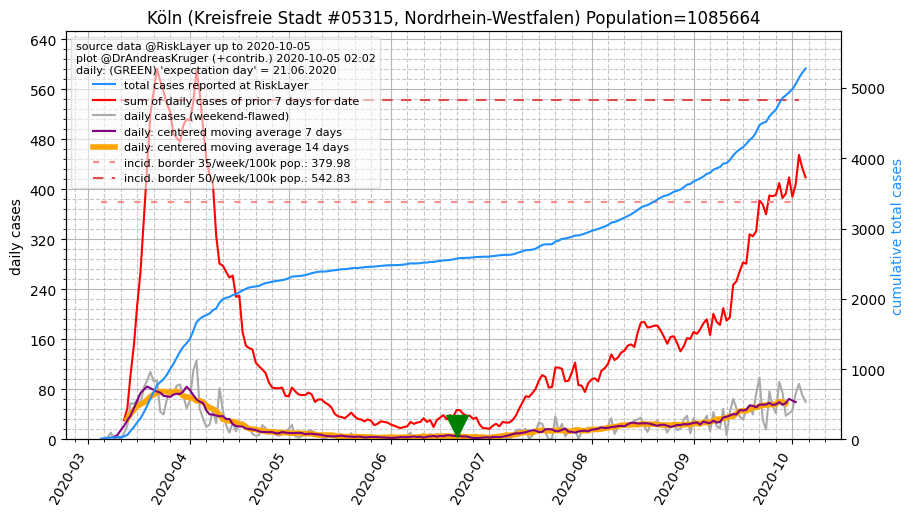 Köln (Kreisfreie Stadt #05315, Nordrhein-Westfalen) Population=1085664
source data @RiskLayer up to 2020-10-05
plot @DrAndreasKruger (+contrib.) 2020-10-05 02:02
daily: (GREEN) 'expectation day' = 21.06.2020
total cases reported at RiskLayer
sum of daily cases of prior 7 days for date
daily cases (weekend-flawed)
daily: centered moving average 7 days
daily: centered moving average 14 days
incid. border 35/week/100k pop.: 379.98
incid. border 50/week/100k pop.: 542.83
daily cases
640
560
480
400
320
240
160
80
0
cumulative total cases
5000
4000
3000
2000
1000
0
2020-03
2020-04
2020-05
2020-06
2020-07
2020-08
2020-09
2020-10